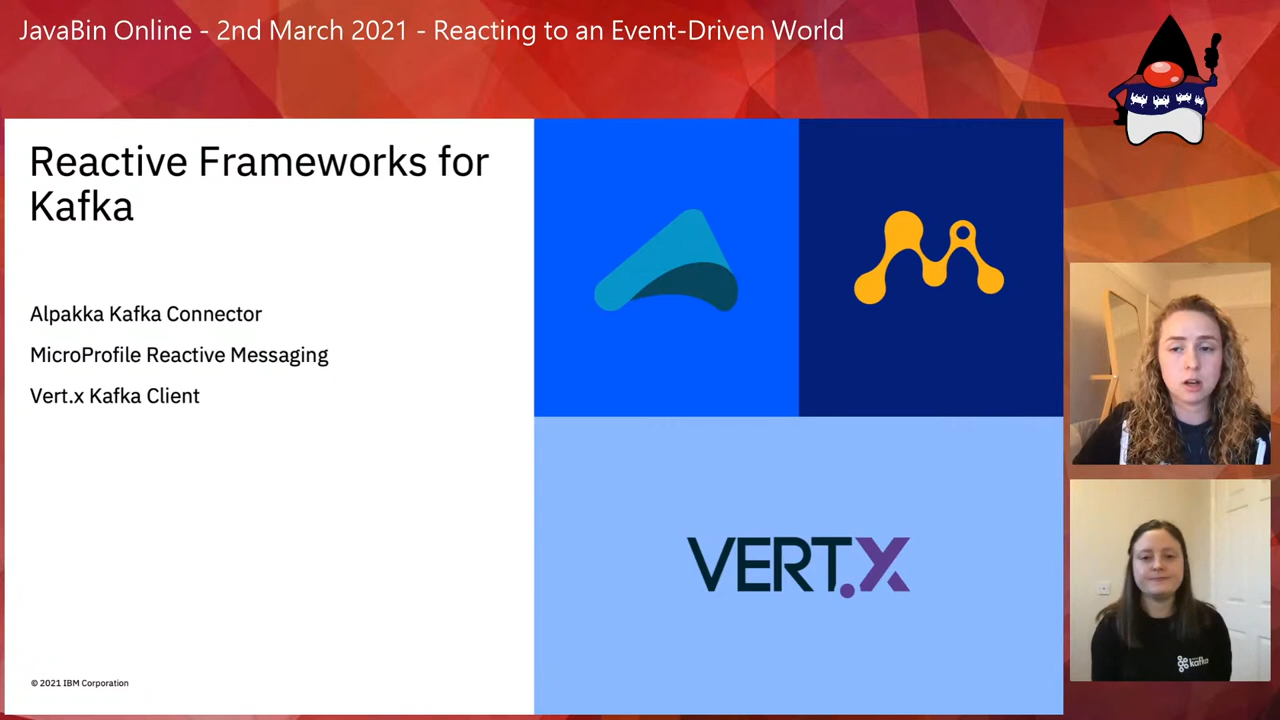 JavaBin Online - 2nd March 2021 - Reacting to an Event-Driven World
Reactive Frameworks for
Kafka
Alpakka Kafka Connector
MicroProfile Reactive Messaging
Vert.x Kafka Client
VERT.X
kafka
© 2021 IBM Corporation